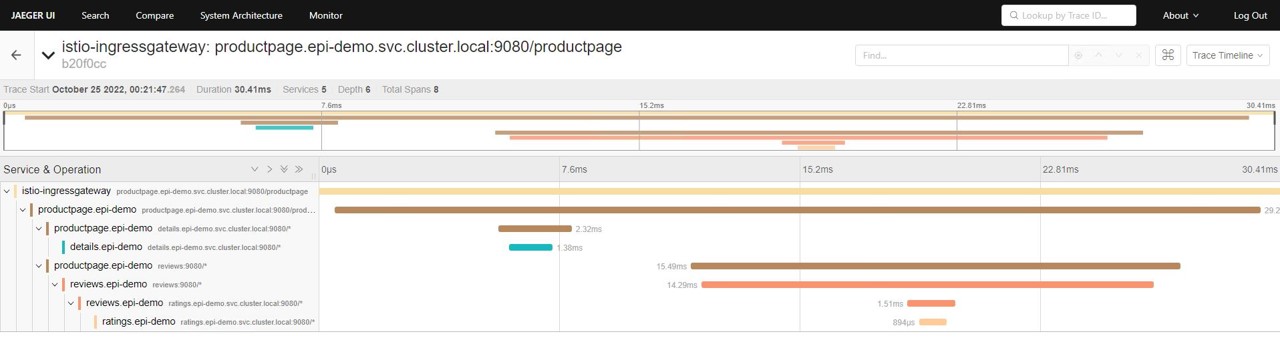 JAEGER UI Search Compare System Architecture Monitor Lookup by Trace ID... About Log Out
istio-ingressgateway: productpage.epi-demo.svc.cluster.local:9080/productpage
b20f0cc
Find... Trace Timeline
Trace Start October 25 2022, 00:21:47.264 Duration 30.41ms Services 5 Depth 6 Total Spans 8
0μs 7.6ms 15.2ms 22.81ms 30.41ms
Service & Operation 0μs 7.6ms 15.2ms 22.81ms 30.41ms
istio-ingressgateway productpage.epi-demo.svc.cluster.local:9080/productpage
productpage.epi-demo productpage.epi-demo.svc.cluster.local:9080/prod... 29.2
productpage.epi-demo details.epi-demo.svc.cluster.local:9080/* 2.32ms
details.epi-demo details.epi-demo.svc.cluster.local:9080/* 1.38ms
productpage.epi-demo reviews:9080/* 15.49ms
reviews.epi-demo reviews:9080/* 14.29ms
reviews.epi-demo ratings.epi-demo.svc.cluster.local:9080/* 1.51ms
ratings.epi-demo ratings.epi-demo.svc.cluster.local:9080/* 894μs